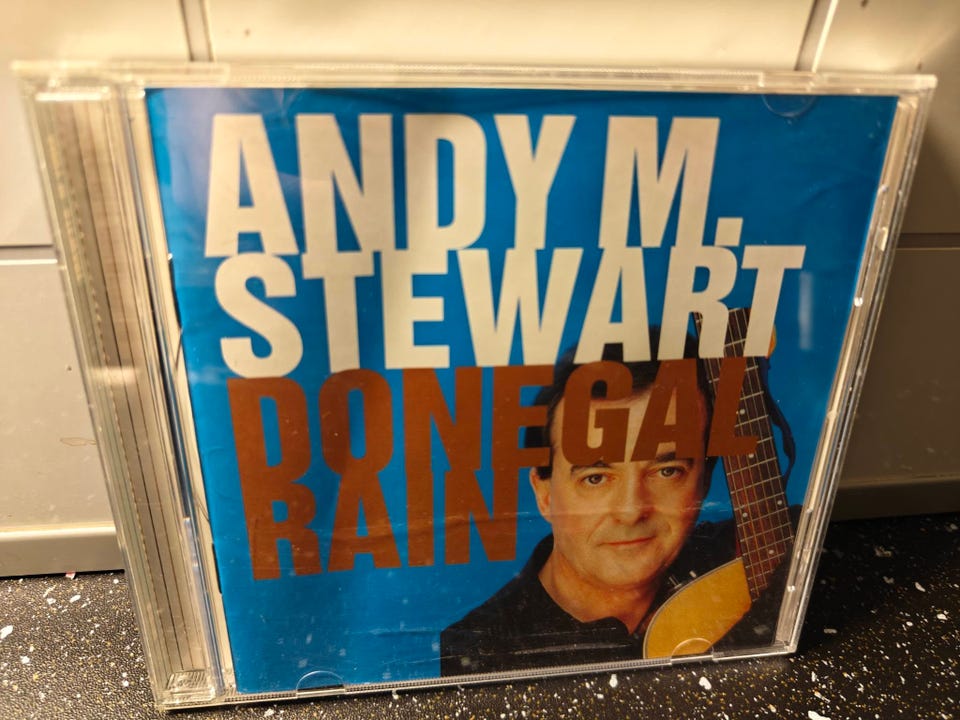 ANDY M.
STEWART
DONEGAL
RAIN